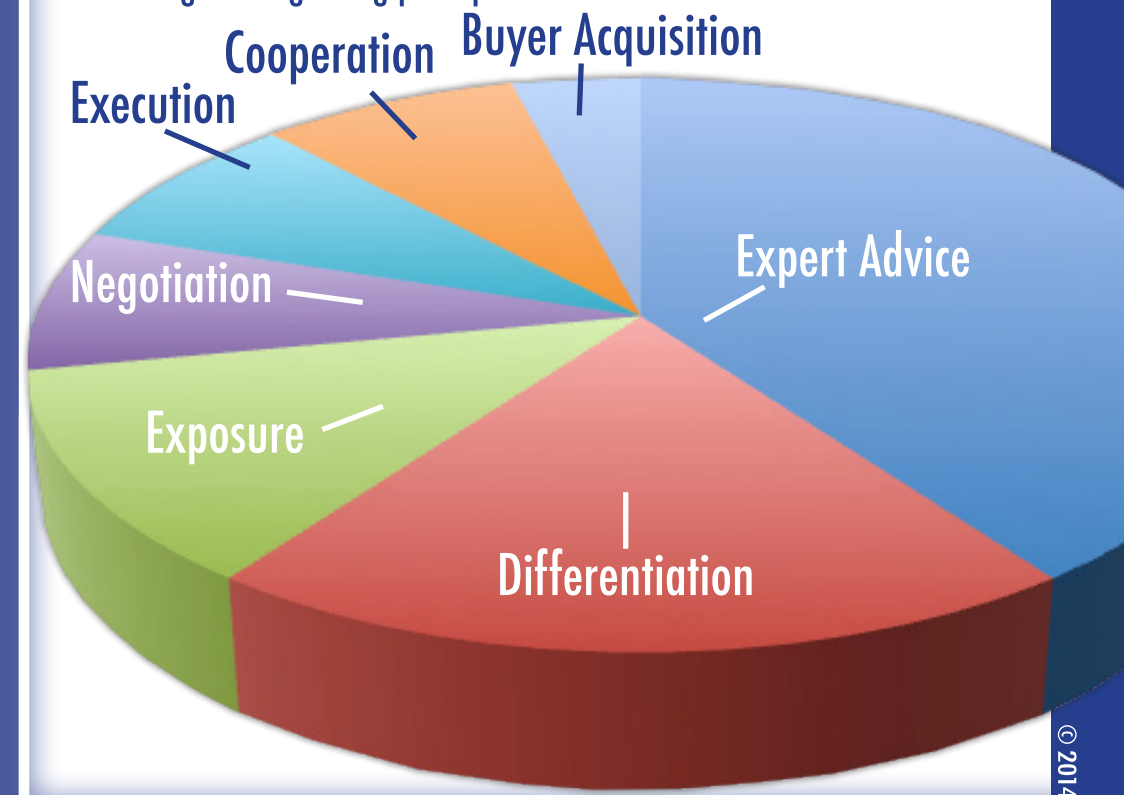 Buyer Acquisition
Cooperation
Execution
Expert Advice
Negotiation
Exposure
Differentiation
© 2014